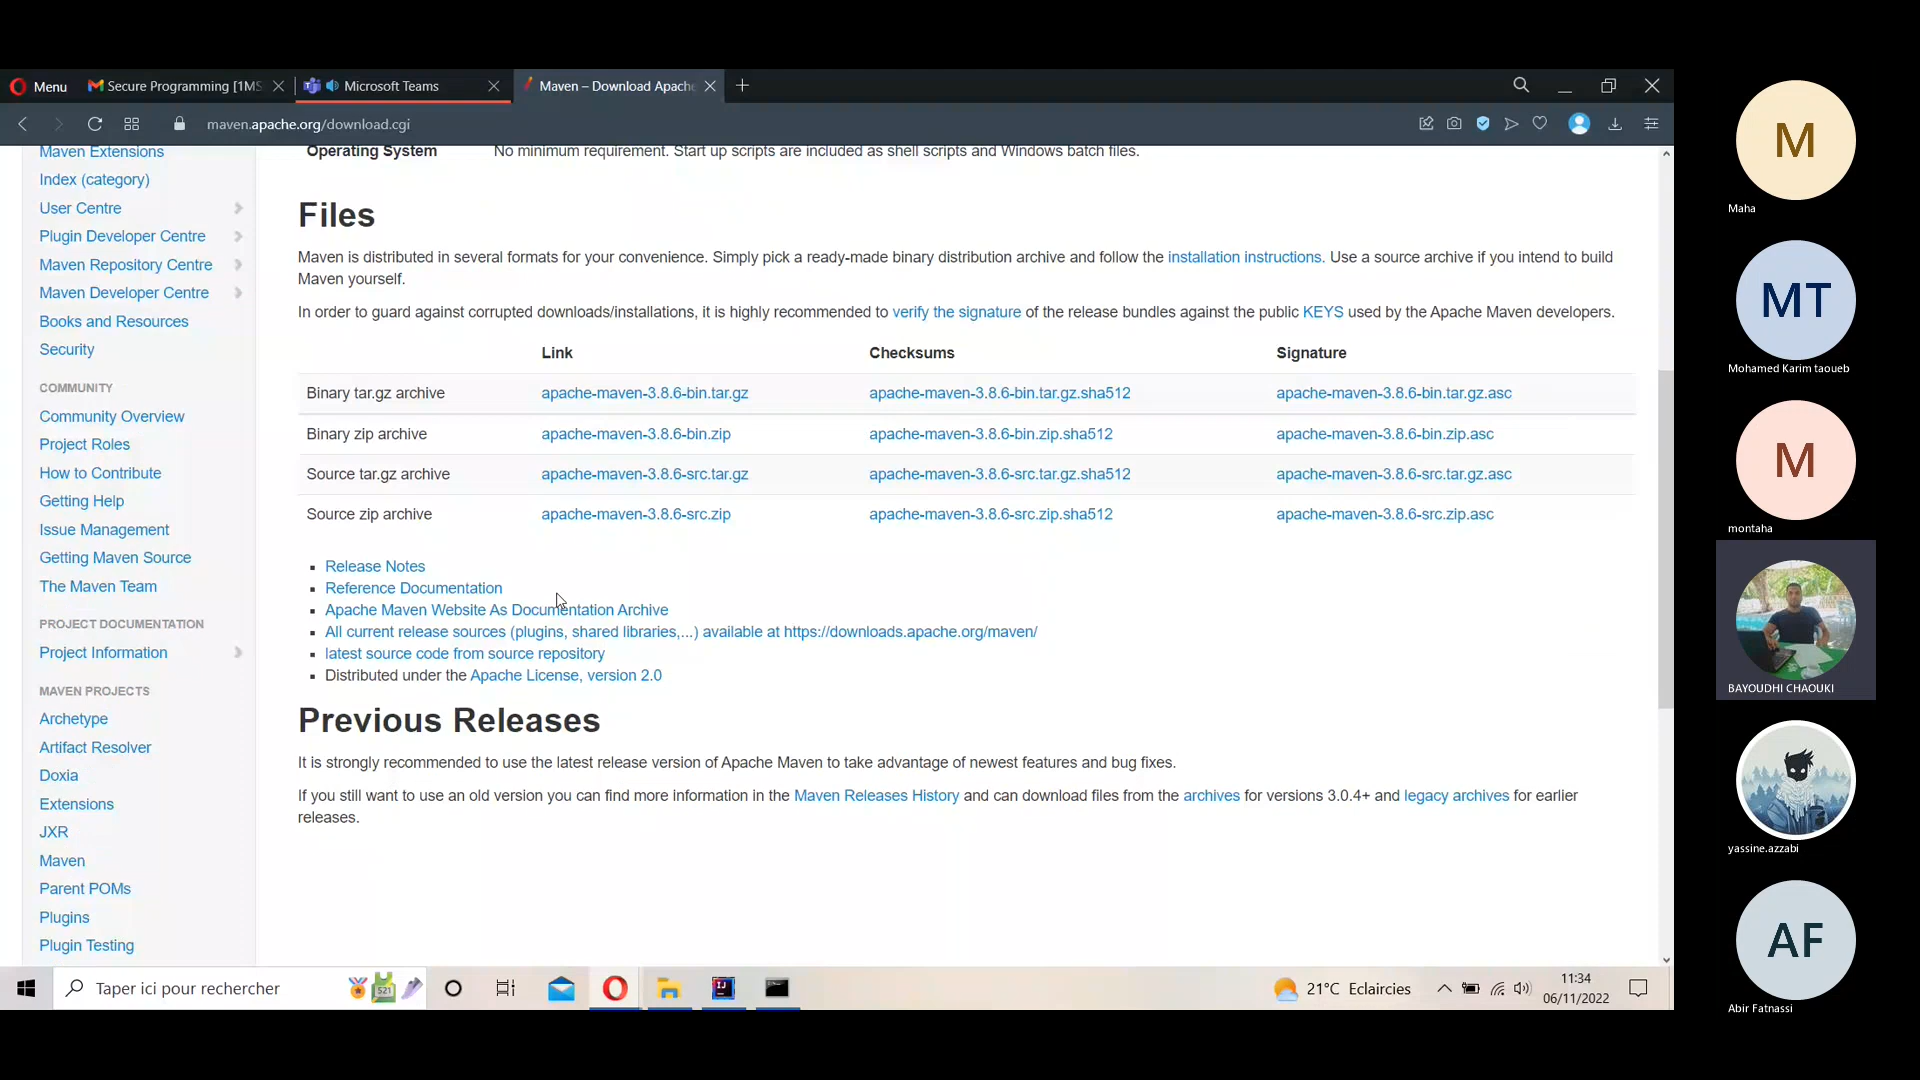 Menu
Secure Programming [1MS
Microsoft Teams
Maven – Download Apache
maven.apache.org/download.cgi
Maven Extensions
Index (category)
User Centre
Plugin Developer Centre
Maven Repository Centre
Maven Developer Centre
Books and Resources
Security
COMMUNITY
Community Overview
Project Roles
How to Contribute
Getting Help
Issue Management
Getting Maven Source
The Maven Team
PROJECT DOCUMENTATION
Project Information
MAVEN PROJECTS
Archetype
Artifact Resolver
Doxia
Extensions
JXR
Maven
Parent POMs
Plugins
Plugin Testing
Operating System No minimum requirement. Start up scripts are included as shell scripts and Windows batch files.
Files
Maven is distributed in several formats for your convenience. Simply pick a ready-made binary distribution archive and follow the installation instructions. Use a source archive if you intend to build
Maven yourself.
In order to guard against corrupted downloads/installations, it is highly recommended to verify the signature of the release bundles against the public KEYS used by the Apache Maven developers.
Link Checksums Signature
Binary tar.gz archive apache-maven-3.8.6-bin.tar.gz apache-maven-3.8.6-bin.tar.gz.sha512 apache-maven-3.8.6-bin.tar.gz.asc
Binary zip archive apache-maven-3.8.6-bin.zip apache-maven-3.8.6-bin.zip.sha512 apache-maven-3.8.6-bin.zip.asc
Source tar.gz archive apache-maven-3.8.6-src.tar.gz apache-maven-3.8.6-src.tar.gz.sha512 apache-maven-3.8.6-src.tar.gz.asc
Source zip archive apache-maven-3.8.6-src.zip apache-maven-3.8.6-src.zip.sha512 apache-maven-3.8.6-src.zip.asc
Release Notes
Reference Documentation
Apache Maven Website As Documentation Archive
All current release sources (plugins, shared libraries,...) available at https://downloads.apache.org/maven/
latest source code from source repository
Distributed under the Apache License, version 2.0
Previous Releases
It is strongly recommended to use the latest release version of Apache Maven to take advantage of newest features and bug fixes.
If you still want to use an old version you can find more information in the Maven Releases History and can download files from the archives for versions 3.0.4+ and legacy archives for earlier
releases.
Taper ici pour rechercher
521
IJ
21°C Eclaircies
11:34
06/11/2022
M
Maha
MT
Mohamed Karim taoueb
M
montaha
BAYOUDHI CHAOUKI
yassine.azzabi
AF
Abir Fatnassi